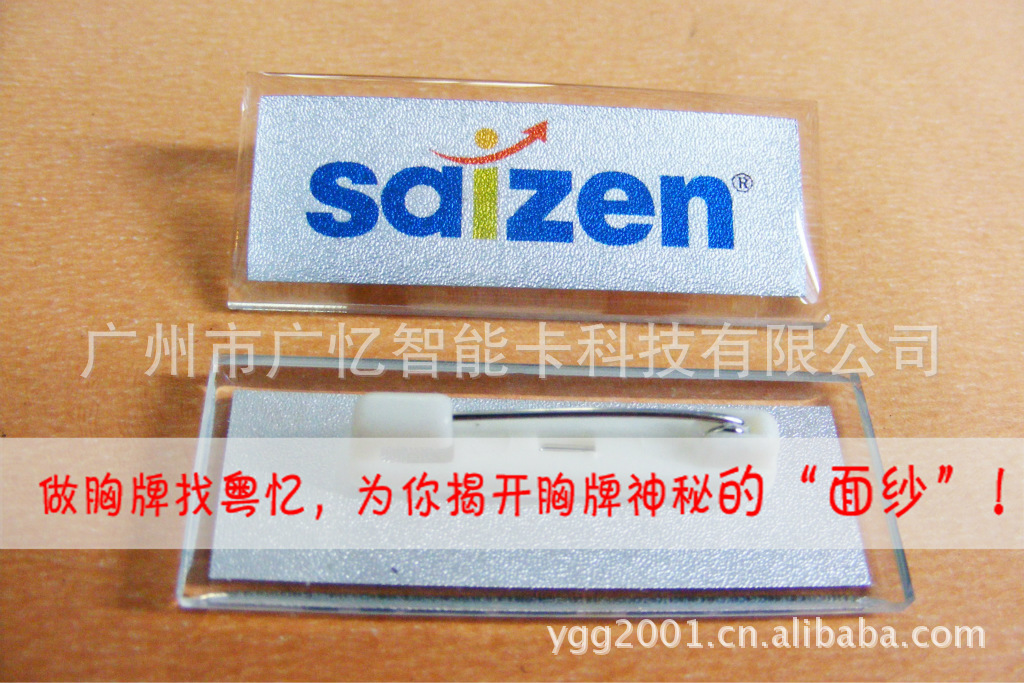 saizen®
广州市广忆智能卡科技有限公司
做胸牌找粤忆，为你揭开胸牌神秘的“面纱”！
ygg2001.cn.alibaba.com